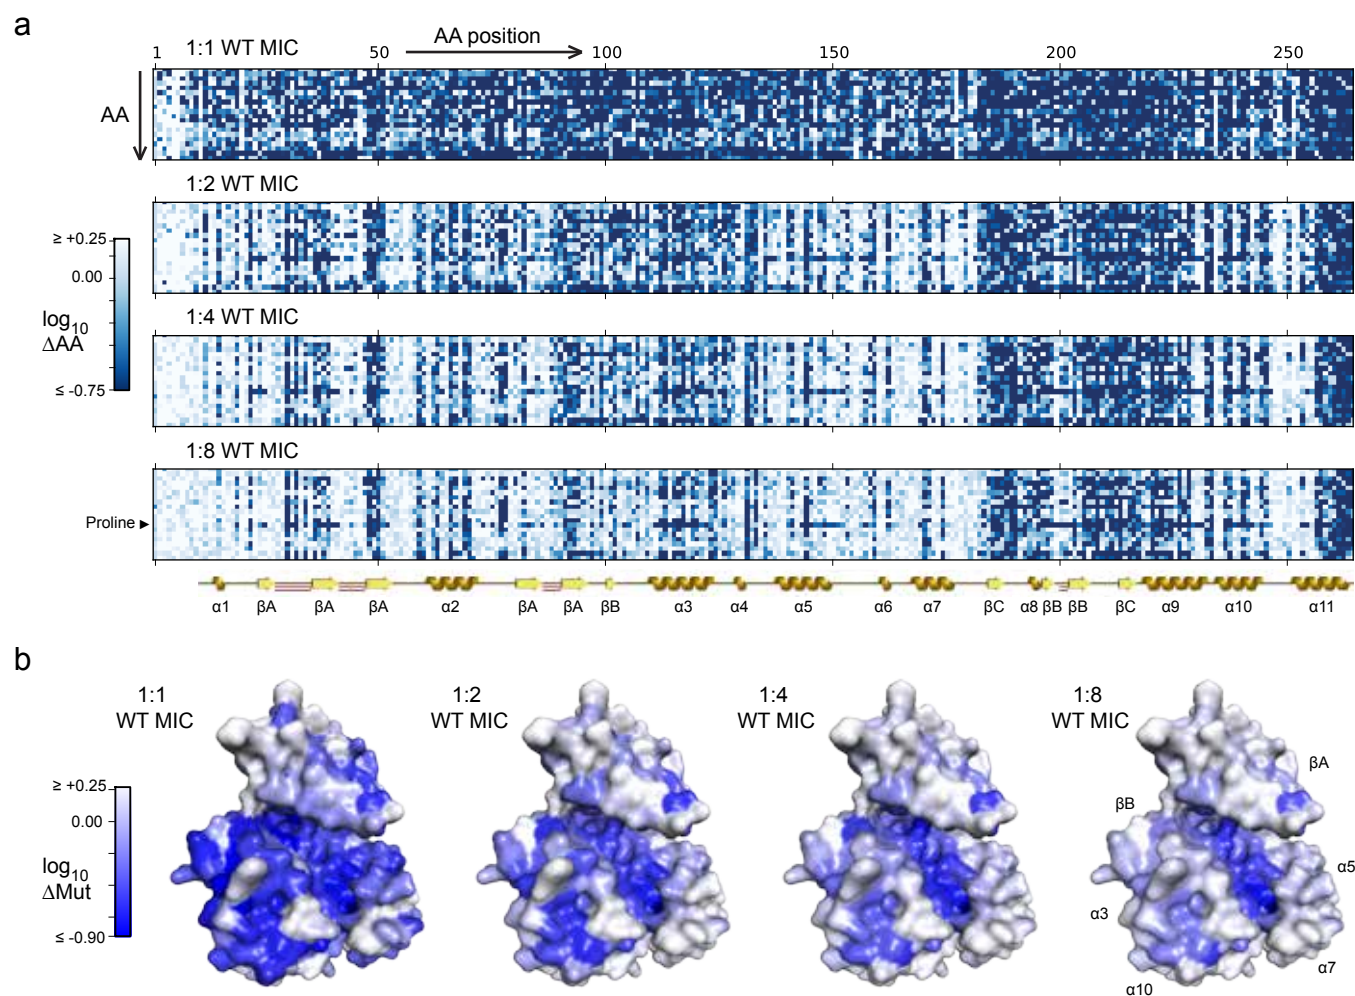 a
1:1 WT MIC
AA position
1 50 100 150 200 250
AA
1:2 WT MIC
≥ +0.25
0.00
log10
ΔAA
≤ -0.75
1:4 WT MIC
1:8 WT MIC
Proline
α1 βA βA βA α2 βA βA βB α3 α4 α5 α6 α7 βC α8 βB βB βC α9 α10 α11
b
1:1
WT MIC
1:2
WT MIC
1:4
WT MIC
1:8
WT MIC
≥ +0.25
0.00
log10
ΔMut
≤ -0.90
βA
βB
α5
α3
α7
α10